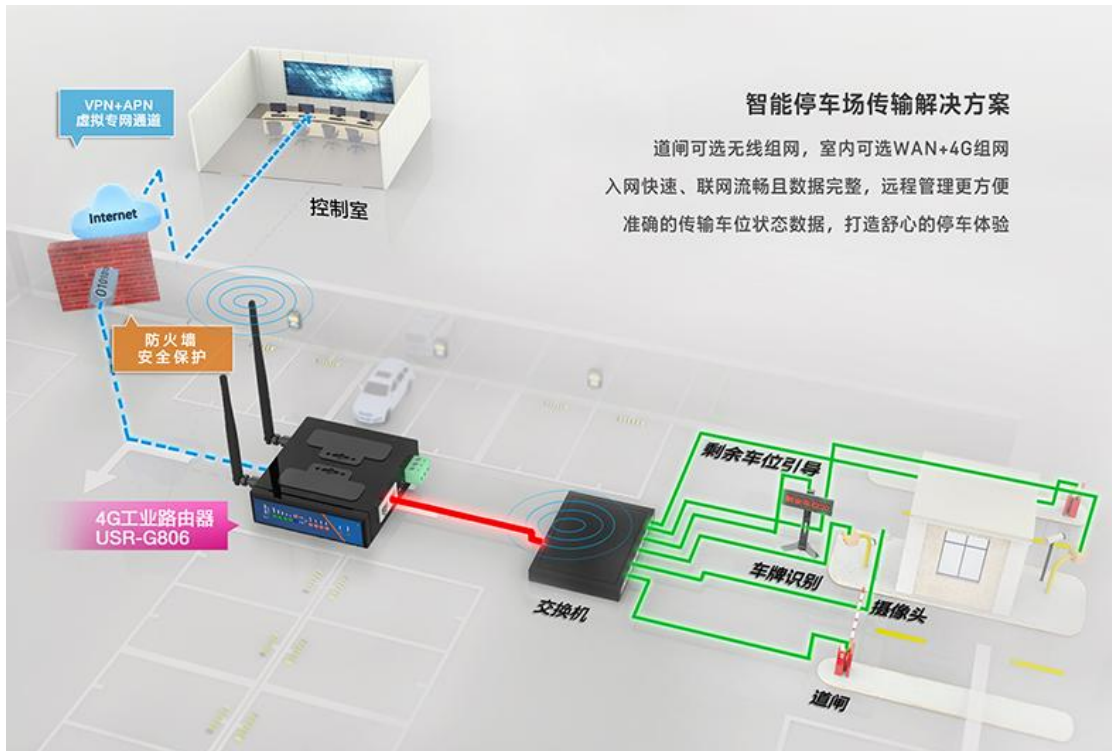 VPN+APN
虚拟专网通道
智能停车场传输解决方案
道闸可选无线组网，室内可选WAN+4G组网
入网快速、联网流畅且数据完整，远程管理更方便
准确的传输车位状态数据，打造舒心的停车体验
控制室
Internet
010101
防火墙
安全保护
4G工业路由器
USR-G806
剩余车位引导
车牌识别
摄像头
交换机
道闸